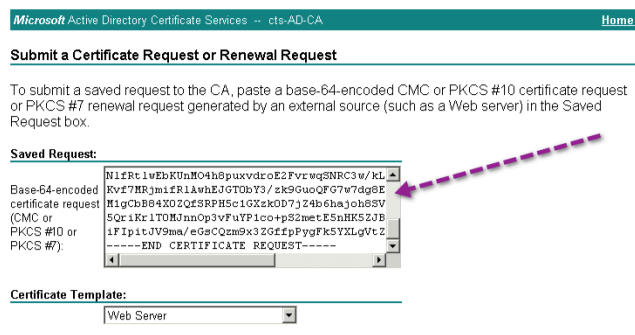 Microsoft Active Directory Certificate Services -- cts-AD-CA Home
Submit a Certificate Request or Renewal Request
To submit a saved request to the CA, paste a base-64-encoded CMC or PKCS #10 certificate request
or PKCS #7 renewal request generated by an external source (such as a Web server) in the Saved
Request box.
Saved Request:
Base-64-encoded
certificate request
(CMC or
PKCS #10 or
PKCS #7):
NlfRtlwEbKUnMO4h8puxvdroE2FvrwqSNRC3w/kL
Kvf7MRjmifRlAwhEJGTObY3/zk9GuoQFG7w7dg8E
MlgCbB84XOZQfSRPH5clGXzkOD7jZ4b6hajoh8SV
5QriKrlTOMJnnOp3vFuYPlco+pS2metE5nHK5ZJB
iFIpitJV9ma/eGsCQzm9x3ZGffpPygFk5YXLgVtZ
-----END CERTIFICATE REQUEST-----
Certificate Template:
Web Server